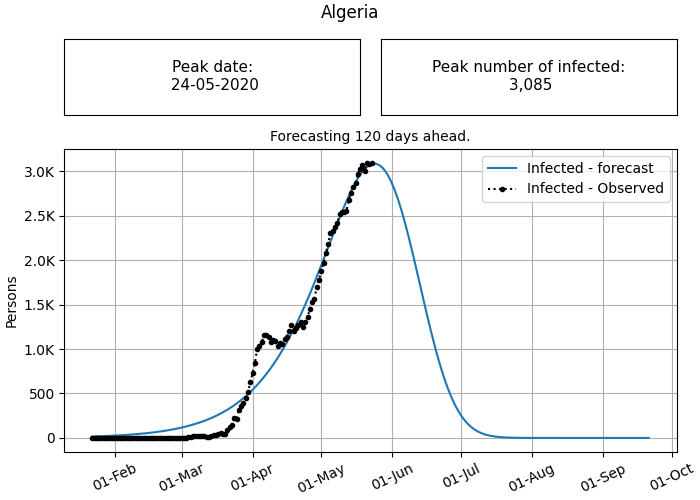 Algeria
Peak date:
24-05-2020
Peak number of infected:
3,085
Forecasting 120 days ahead.
Infected - forecast
Infected - Observed
Persons
3.0K
2.5K
2.0K
1.5K
1.0K
500
0
01-Feb
01-Mar
01-Apr
01-May
01-Jun
01-Jul
01-Aug
01-Sep
01-Oct